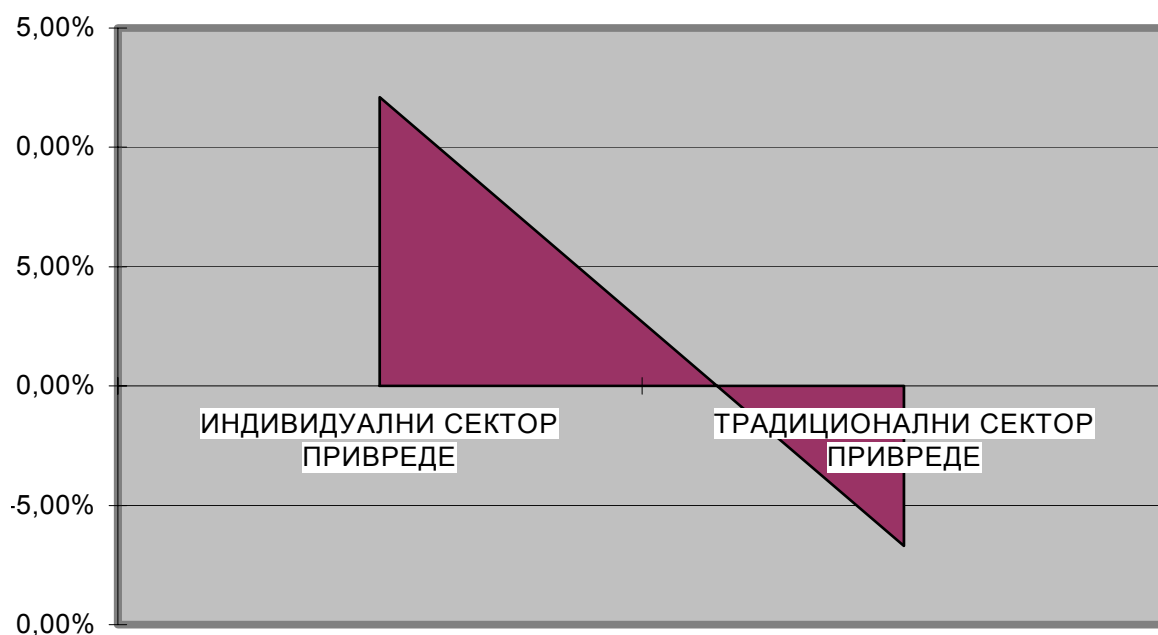 5,00%
0,00%
5,00%
0,00%
ИНДИВИДУАЛНИ СЕКТОР
ПРИВРЕДЕ
ТРАДИЦИОНАЛНИ СЕКТОР
ПРИВРЕДЕ
-5,00%
0,00%